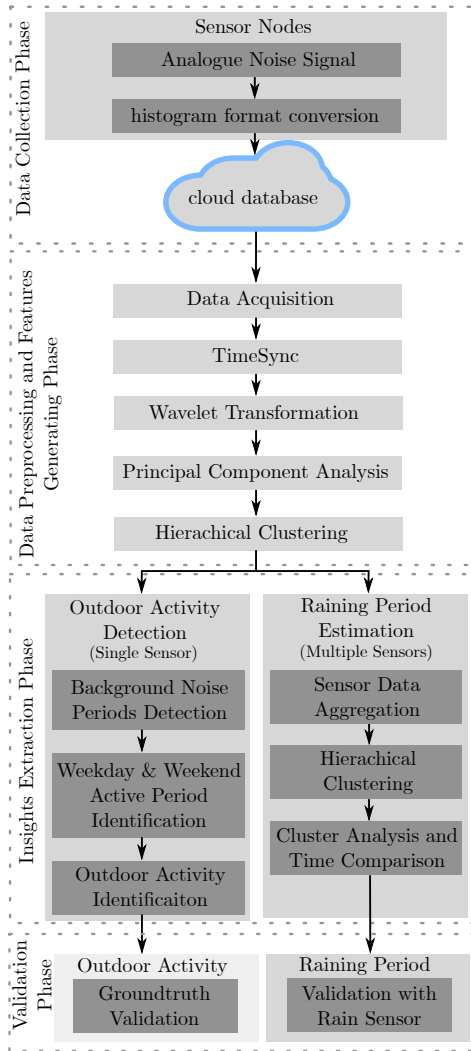 Data Collection Phase
Sensor Nodes
Analogue Noise Signal
histogram format conversion
cloud database
Data Preprocessing and Features
Generating Phase
Data Acquisition
TimeSync
Wavelet Transformation
Principal Component Analysis
Hierachical Clustering
Insights Extraction Phase
Outdoor Activity
Detection
(Single Sensor)
Background Noise
Periods Detection
Weekday & Weekend
Active Period
Identification
Outdoor Activity
Identificaiton
Raining Period
Estimation
(Multiple Sensors)
Sensor Data
Aggregation
Hierachical
Clustering
Cluster Analysis and
Time Comparison
Validation
Phase
Outdoor Activity
Groundtruth
Validation
Raining Period
Validation with
Rain Sensor